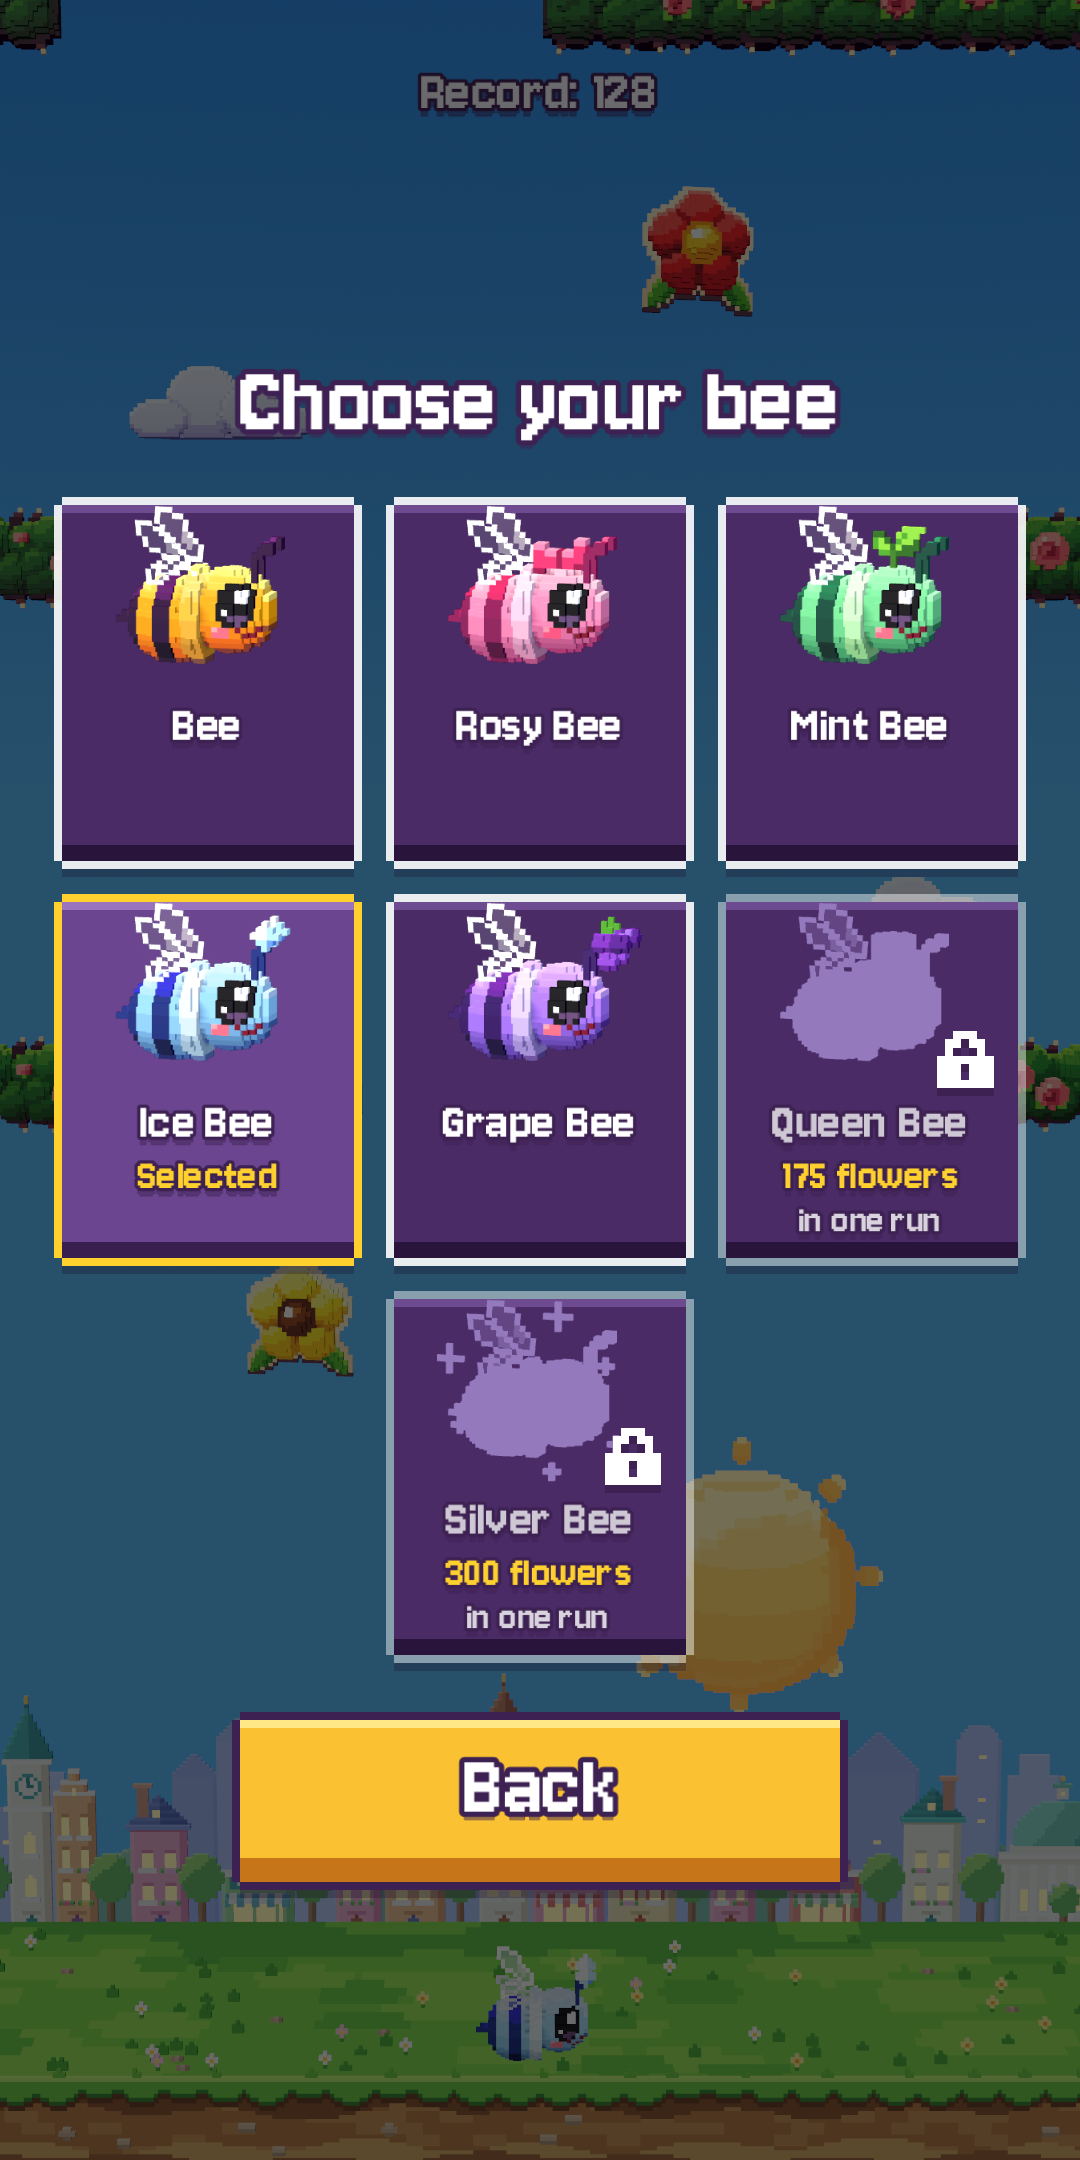 Record: 128
Choose your bee
Bee
Rosy Bee
Mint Bee
Ice Bee
Selected
Grape Bee
Queen Bee
175 flowers
in one run
Silver Bee
300 flowers
in one run
Back